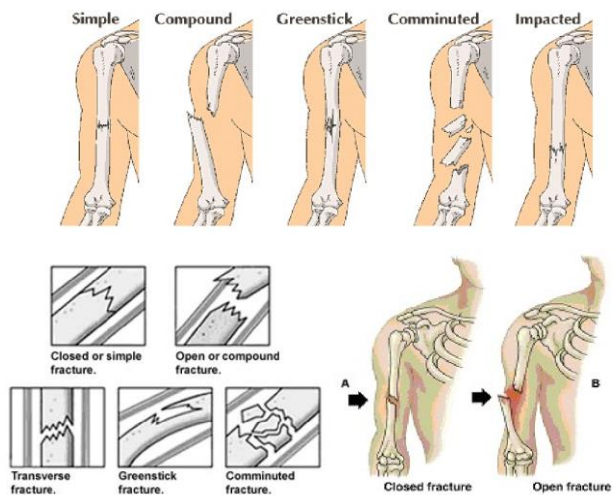 Simple Compound Greenstick Comminuted Impacted
Closed or simple
fracture.
Open or compound
fracture.
Transverse
fracture.
Greenstick
fracture.
Comminuted
fracture.
A
B
Closed fracture
Open fracture